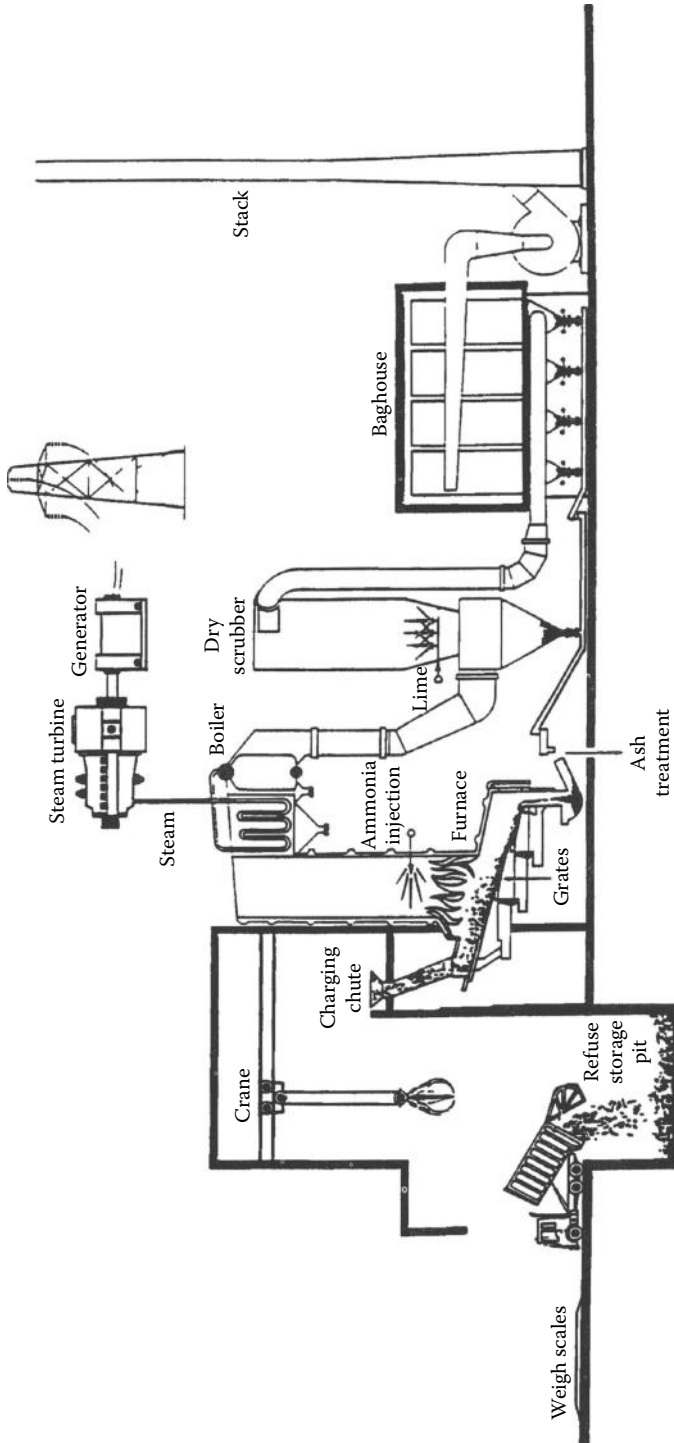 Stack
Generator
Steam turbine
Baghouse
Dry
scrubber
Boiler
Steam
Lime
Ammonia
injection
Furnace
Charging
chute
Crane
Grates
Ash
treatment
Refuse
storage
pit
Weigh scales